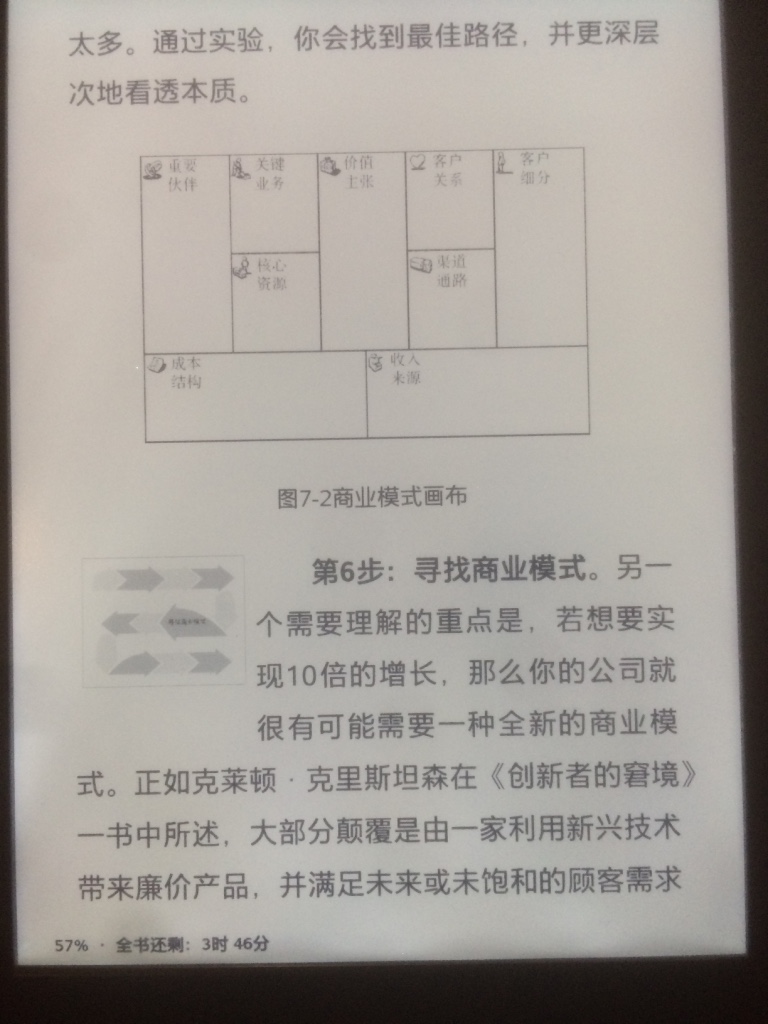 太多。通过实验，你会找到最佳路径，并更深层
次地看透本质。
重要
伙伴
关键
业务
价值
主张
客户
关系
客户
细分
核心
资源
渠道
通路
成本
结构
收入
来源
图7-2商业模式画布
第6步：寻找商业模式。另一
个需要理解的重点是，若想要实
现10倍的增长，那么你的公司就
很有可能需要一种全新的商业模
式。正如克莱顿·克里斯坦森在《创新者的窘境》
一书中所述，大部分颠覆是由一家利用新兴技术
带来廉价产品，并满足未来或未饱和的顾客需求
57% · 全书还剩：3时 46分